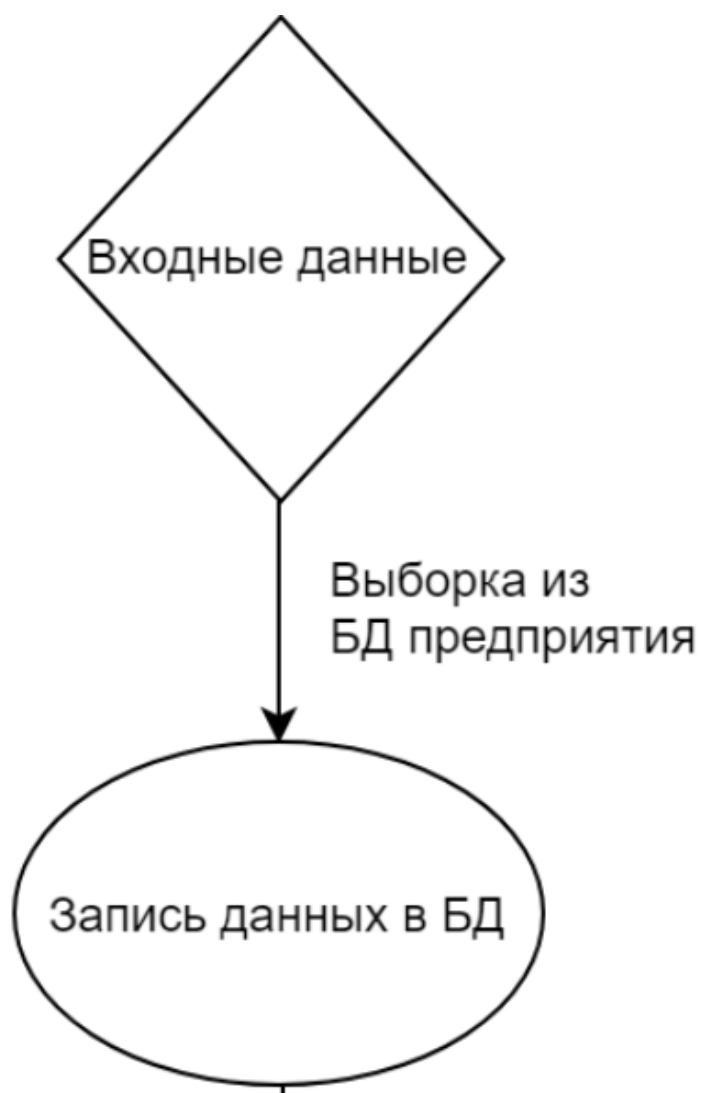 Входные данные
Выборка из
БД предприятия
Запись данных в БД